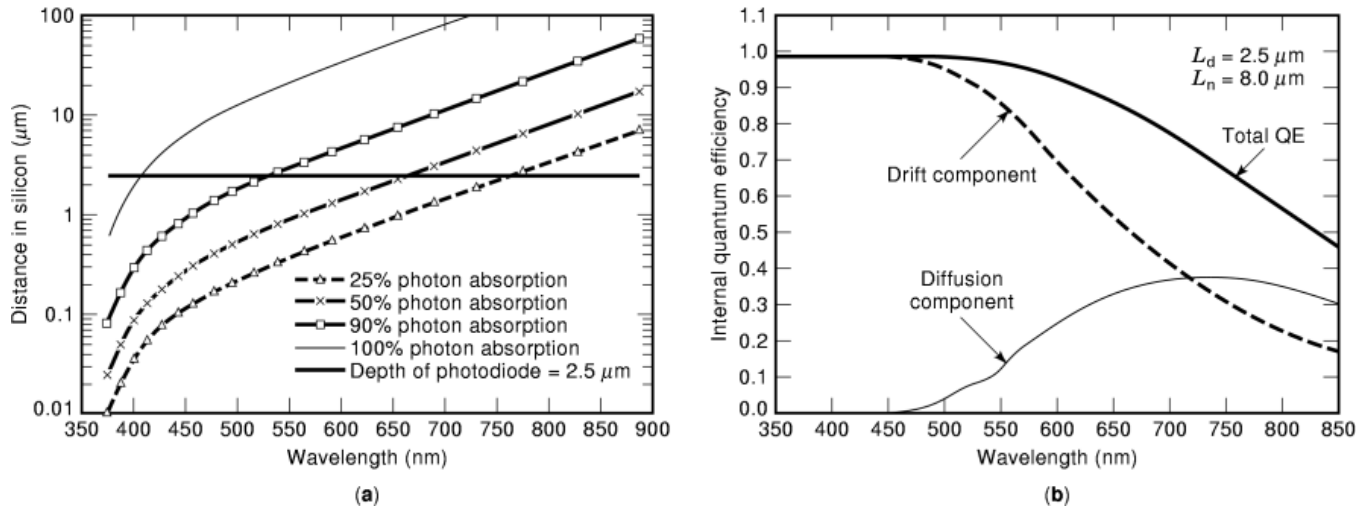 100
10
1
0.1
0.01
Distance in silicon (μm)
25% photon absorption
50% photon absorption
90% photon absorption
100% photon absorption
Depth of photodiode = 2.5 μm
350 400 450 500 550 600 650 700 750 800 850 900
Wavelength (nm)
(a)
1.1
1.0
0.9
0.8
0.7
0.6
0.5
0.4
0.3
0.2
0.1
0.0
Internal quantum efficiency
Ld = 2.5 μm
Ln = 8.0 μm
Total QE
Drift component
Diffusion
component
350 400 450 500 550 600 650 700 750 800 850
Wavelength (nm)
(b)